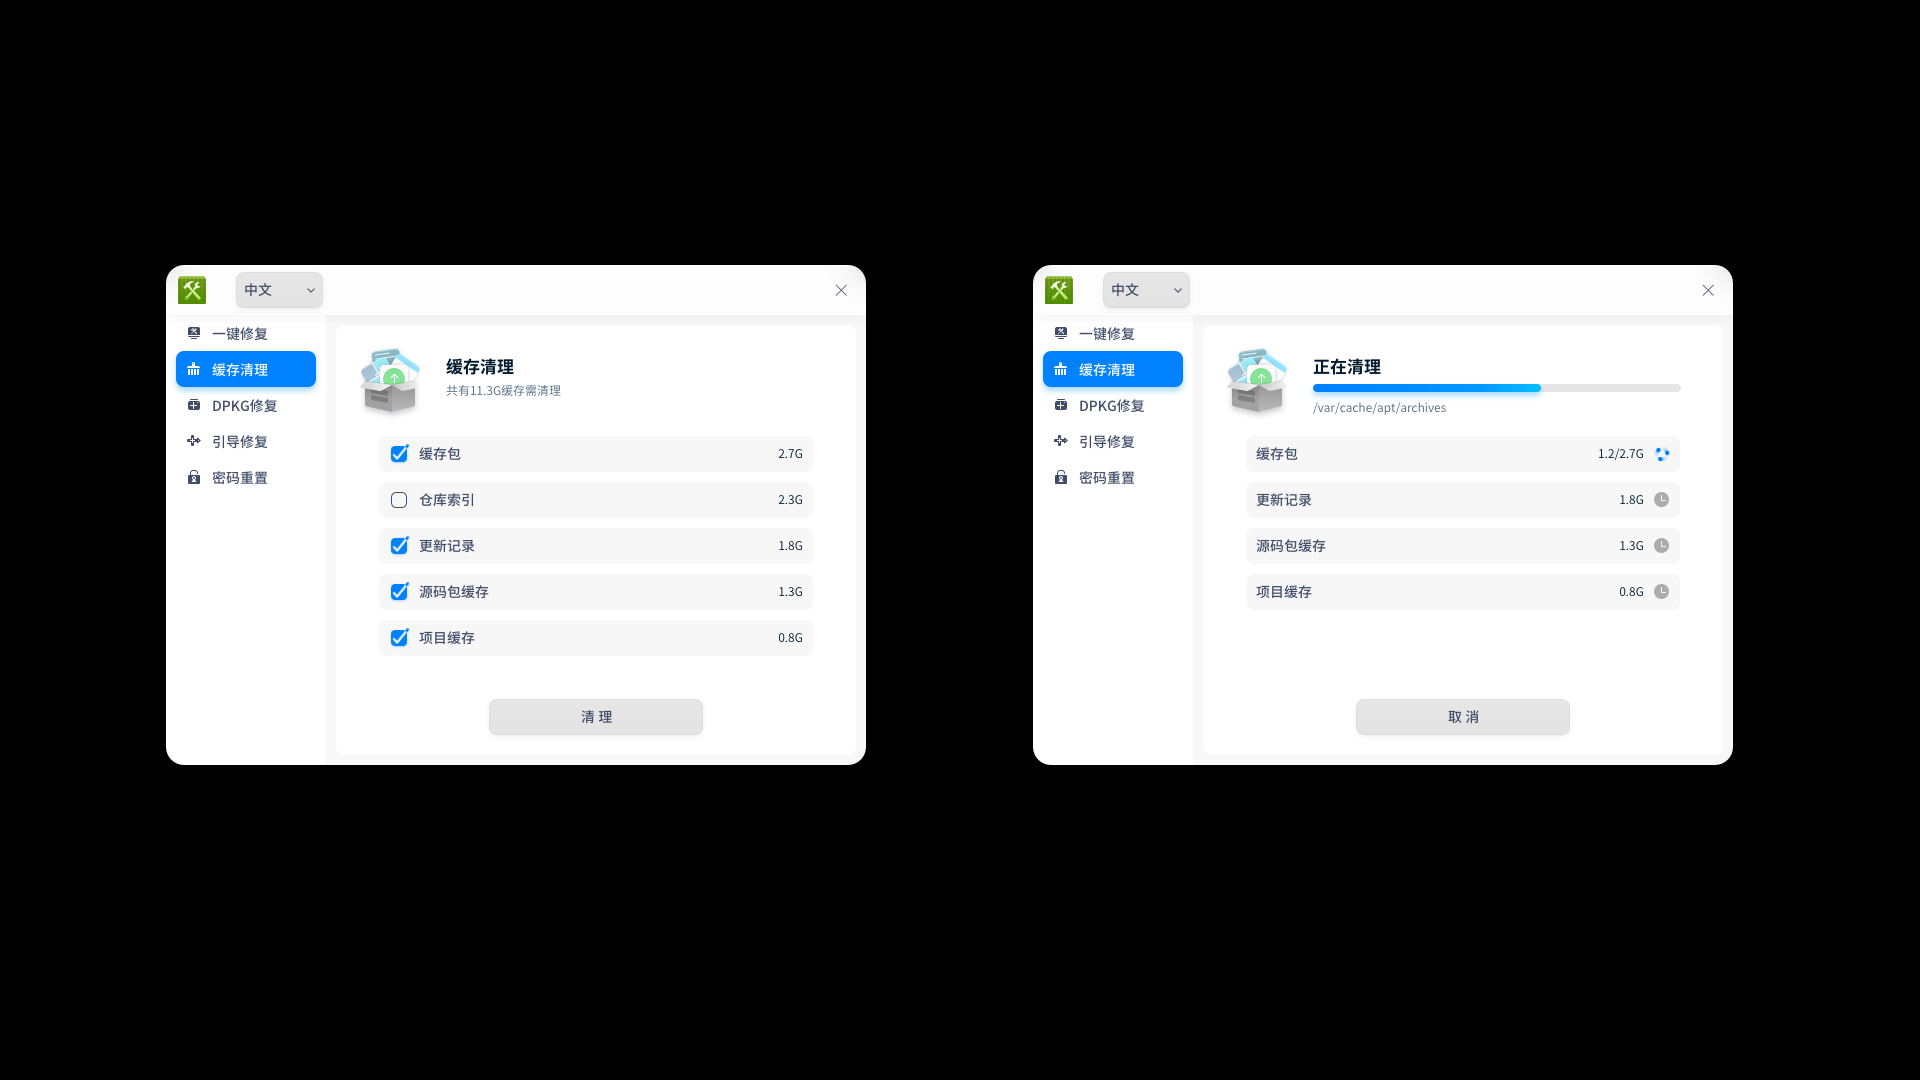 中文
一键修复
缓存清理
DPKG修复
引导修复
密码重置
缓存清理
共有11.3G缓存需清理
缓存包 2.7G
仓库索引 2.3G
更新记录 1.8G
源码包缓存 1.3G
项目缓存 0.8G
清 理
中文
一键修复
缓存清理
DPKG修复
引导修复
密码重置
正在清理
/var/cache/apt/archives
缓存包 1.2/2.7G
更新记录 1.8G
源码包缓存 1.3G
项目缓存 0.8G
取 消